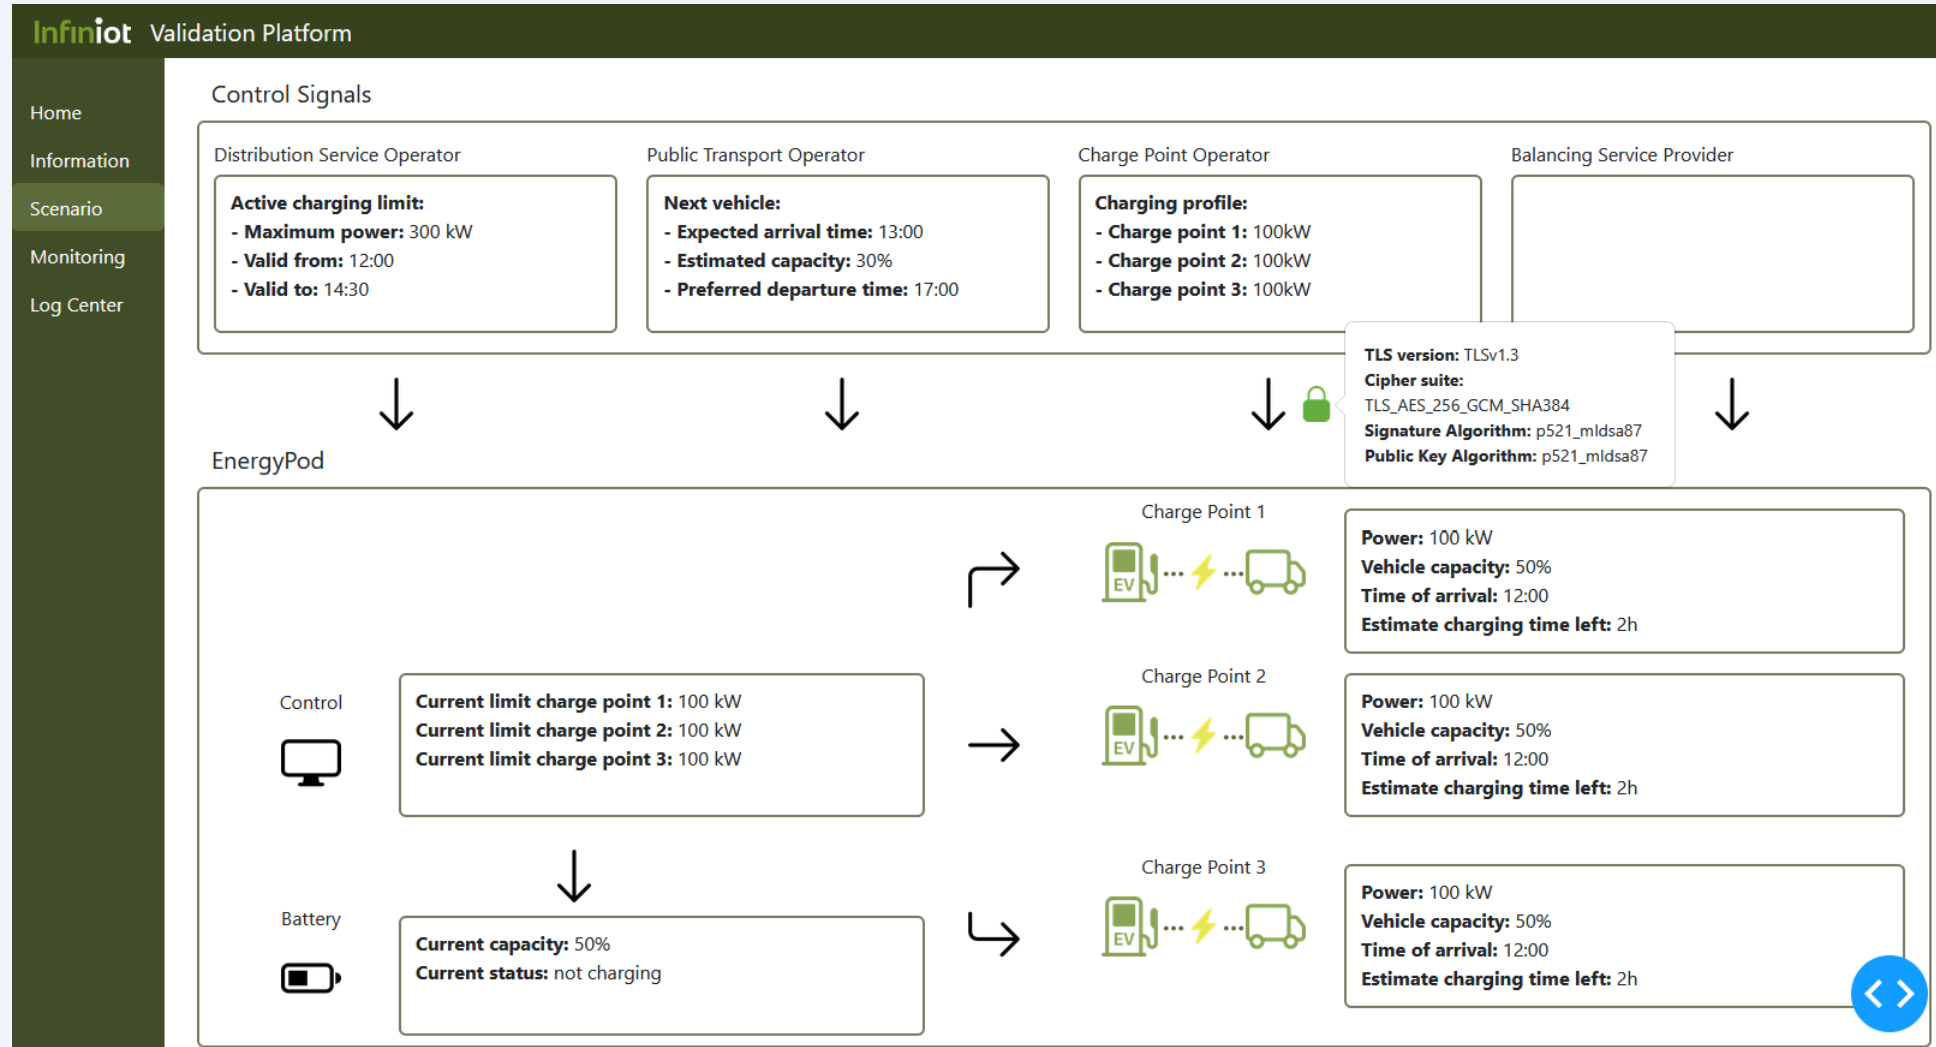 Infiniot Validation Platform
Home
Information
Scenario
Monitoring
Log Center
Control Signals
Distribution Service Operator
Active charging limit:
- Maximum power: 300 kW
- Valid from: 12:00
- Valid to: 14:30
Public Transport Operator
Next vehicle:
- Expected arrival time: 13:00
- Estimated capacity: 30%
- Preferred departure time: 17:00
Charge Point Operator
Charging profile:
- Charge point 1: 100kW
- Charge point 2: 100kW
- Charge point 3: 100kW
Balancing Service Provider
TLS version: TLSv1.3
Cipher suite:
TLS_AES_256_GCM_SHA384
Signature Algorithm: p521_mldsa87
Public Key Algorithm: p521_mldsa87
EnergyPod
Control
Current limit charge point 1: 100 kW
Current limit charge point 2: 100 kW
Current limit charge point 3: 100 kW
Battery
Current capacity: 50%
Current status: not charging
Charge Point 1
EV
Power: 100 kW
Vehicle capacity: 50%
Time of arrival: 12:00
Estimate charging time left: 2h
Charge Point 2
EV
Power: 100 kW
Vehicle capacity: 50%
Time of arrival: 12:00
Estimate charging time left: 2h
Charge Point 3
EV
Power: 100 kW
Vehicle capacity: 50%
Time of arrival: 12:00
Estimate charging time left: 2h